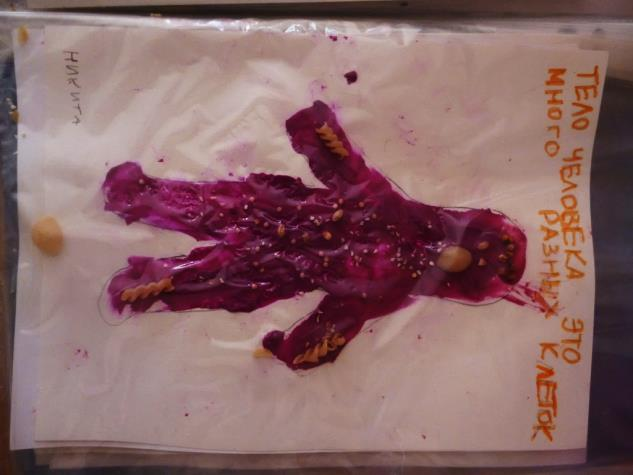 ТЕЛО ЧЕЛОВЕКА ЭТО
МНОГО РАЗНЫХ КЛЕТОК
НИКИТА